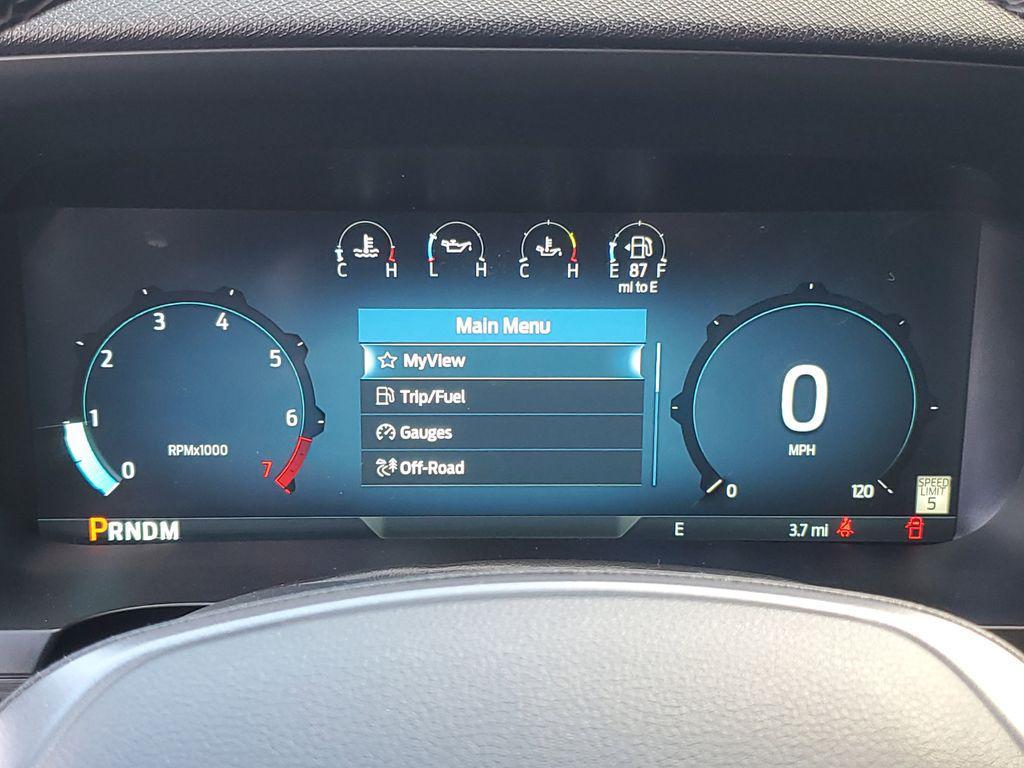 C H
L H
C H
E 87 F
mi to E
Main Menu
MyView
Trip/Fuel
Gauges
Off-Road
0
1
2
3
4
5
6
7
RPMx1000
0
MPH
0
120
SPEED
LIMIT
5
PRNDM
E
3.7 mi